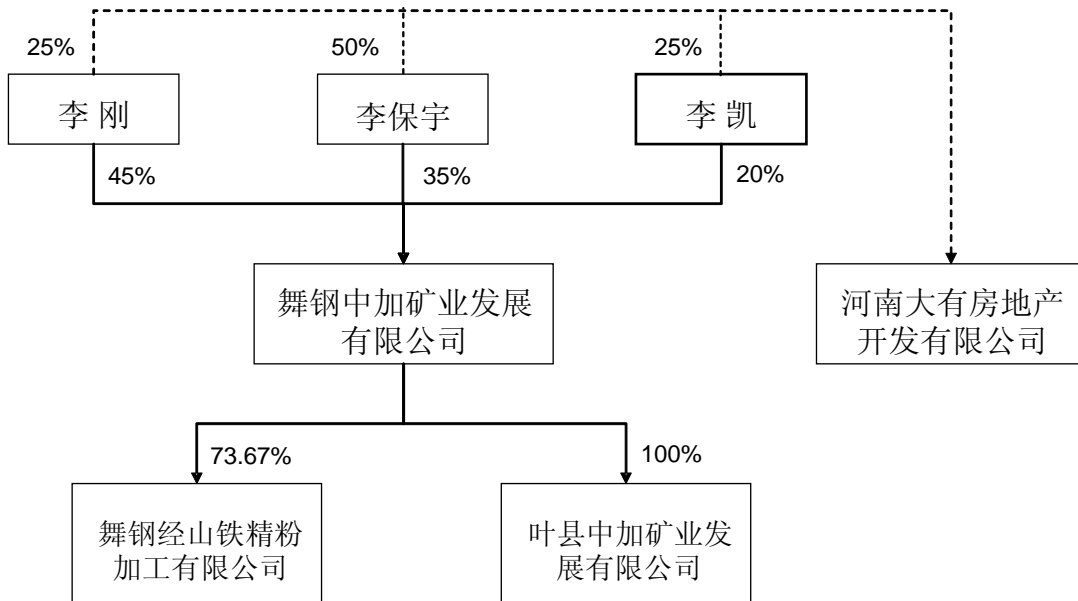 25%
50%
25%
李 刚
李保宇
李 凯
45%
35%
20%
舞钢中加矿业发展
有限公司
河南大有房地产
开发有限公司
73.67%
100%
舞钢经山铁精粉
加工有限公司
叶县中加矿业发
展有限公司